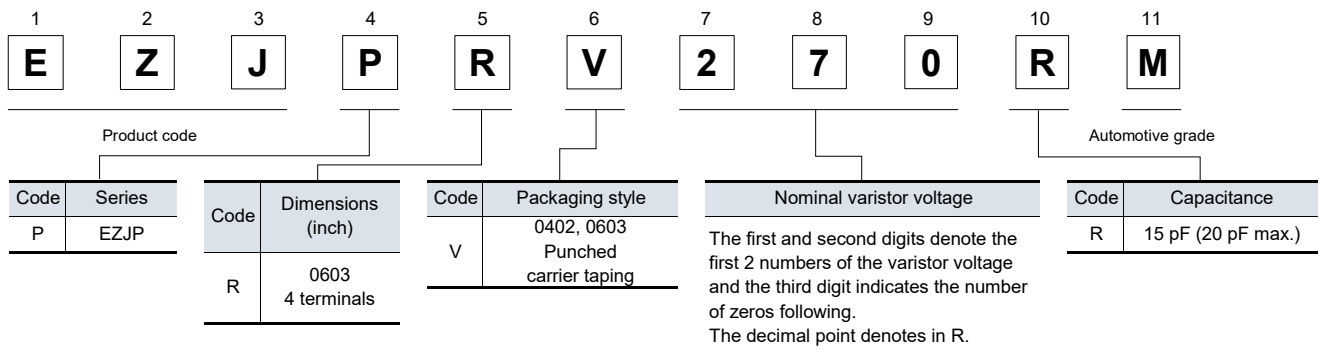 1 2 3 4 5 6 7 8 9 10 11
E Z J P R V 2 7 0 R M
Product code
Automotive grade
Code Series
P EZJP
Code Dimensions
(inch)
R 0603
4 terminals
Code Packaging style
V 0402, 0603
Punched
carrier taping
Nominal varistor voltage
The first and second digits denote the
first 2 numbers of the varistor voltage
and the third digit indicates the number
of zeros following.
The decimal point denotes in R.
Code Capacitance
R 15 pF (20 pF max.)